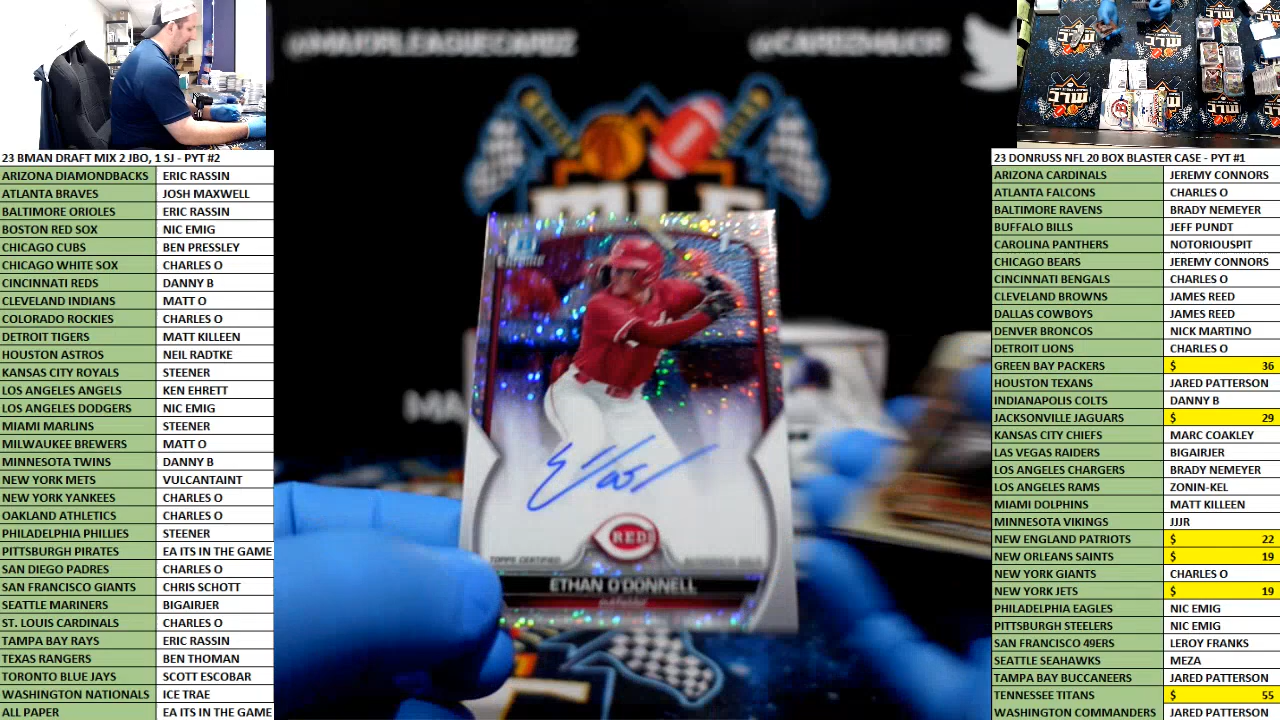 @MAJORLEAGUECARDZ
@CARDZMAJOR
23 BMAN DRAFT MIX 2 JBO, 1 SJ - PYT #2
ARIZONA DIAMONDBACKS ERIC RASSIN
ATLANTA BRAVES JOSH MAXWELL
BALTIMORE ORIOLES ERIC RASSIN
BOSTON RED SOX NIC EMIG
CHICAGO CUBS BEN PRESSLEY
CHICAGO WHITE SOX CHARLES O
CINCINNATI REDS DANNY B
CLEVELAND INDIANS MATT O
COLORADO ROCKIES CHARLES O
DETROIT TIGERS MATT KILLEEN
HOUSTON ASTROS NEIL RADTKE
KANSAS CITY ROYALS STEENER
LOS ANGELES ANGELS KEN EHRETT
LOS ANGELES DODGERS NIC EMIG
MIAMI MARLINS STEENER
MILWAUKEE BREWERS MATT O
MINNESOTA TWINS DANNY B
NEW YORK METS VULCANTAINT
NEW YORK YANKEES CHARLES O
OAKLAND ATHLETICS CHARLES O
PHILADELPHIA PHILLIES STEENER
PITTSBURGH PIRATES EA ITS IN THE GAME
SAN DIEGO PADRES CHARLES O
SAN FRANCISCO GIANTS CHRIS SCHOTT
SEATTLE MARINERS BIGAIRJER
ST. LOUIS CARDINALS CHARLES O
TAMPA BAY RAYS ERIC RASSIN
TEXAS RANGERS BEN THOMAN
TORONTO BLUE JAYS SCOTT ESCOBAR
WASHINGTON NATIONALS ICE TRAE
ALL PAPER EA ITS IN THE GAME
REDS
TOPPS CERTIFIED
ETHAN O'DONNELL
23 DONRUSS NFL 20 BOX BLASTER CASE - PYT #1
ARIZONA CARDINALS JEREMY CONNORS
ATLANTA FALCONS CHARLES O
BALTIMORE RAVENS BRADY NEMEYER
BUFFALO BILLS JEFF PUNDT
CAROLINA PANTHERS NOTORIOUSPIT
CHICAGO BEARS JEREMY CONNORS
CINCINNATI BENGALS CHARLES O
CLEVELAND BROWNS JAMES REED
DALLAS COWBOYS JAMES REED
DENVER BRONCOS NICK MARTINO
DETROIT LIONS CHARLES O
GREEN BAY PACKERS $ 36
HOUSTON TEXANS JARED PATTERSON
INDIANAPOLIS COLTS DANNY B
JACKSONVILLE JAGUARS $ 29
KANSAS CITY CHIEFS MARC COAKLEY
LAS VEGAS RAIDERS BIGAIRJER
LOS ANGELES CHARGERS BRADY NEMEYER
LOS ANGELES RAMS ZONIN-KEL
MIAMI DOLPHINS MATT KILLEEN
MINNESOTA VIKINGS JJJR
NEW ENGLAND PATRIOTS $ 22
NEW ORLEANS SAINTS $ 19
NEW YORK GIANTS CHARLES O
NEW YORK JETS $ 19
PHILADELPHIA EAGLES NIC EMIG
PITTSBURGH STEELERS NIC EMIG
SAN FRANCISCO 49ERS LEROY FRANKS
SEATTLE SEAHAWKS MEZA
TAMPA BAY BUCCANEERS JARED PATTERSON
TENNESSEE TITANS $ 55
WASHINGTON COMMANDERS JARED PATTERSON